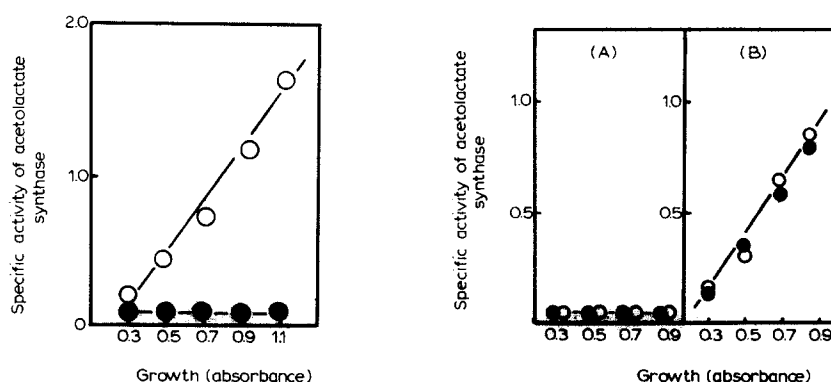 2.0
1.0
0
Specific activity of acetolactate
synthase
0.3 0.5 0.7 0.9 1.1
Growth (absorbance)
(A) (B)
1.0 1.0
0.5 0.5
Specific activity of acetolactate
synthase
0.3 0.5 0.7 0.9 0.3 0.5 0.7 0.9
Growth (absorbance)